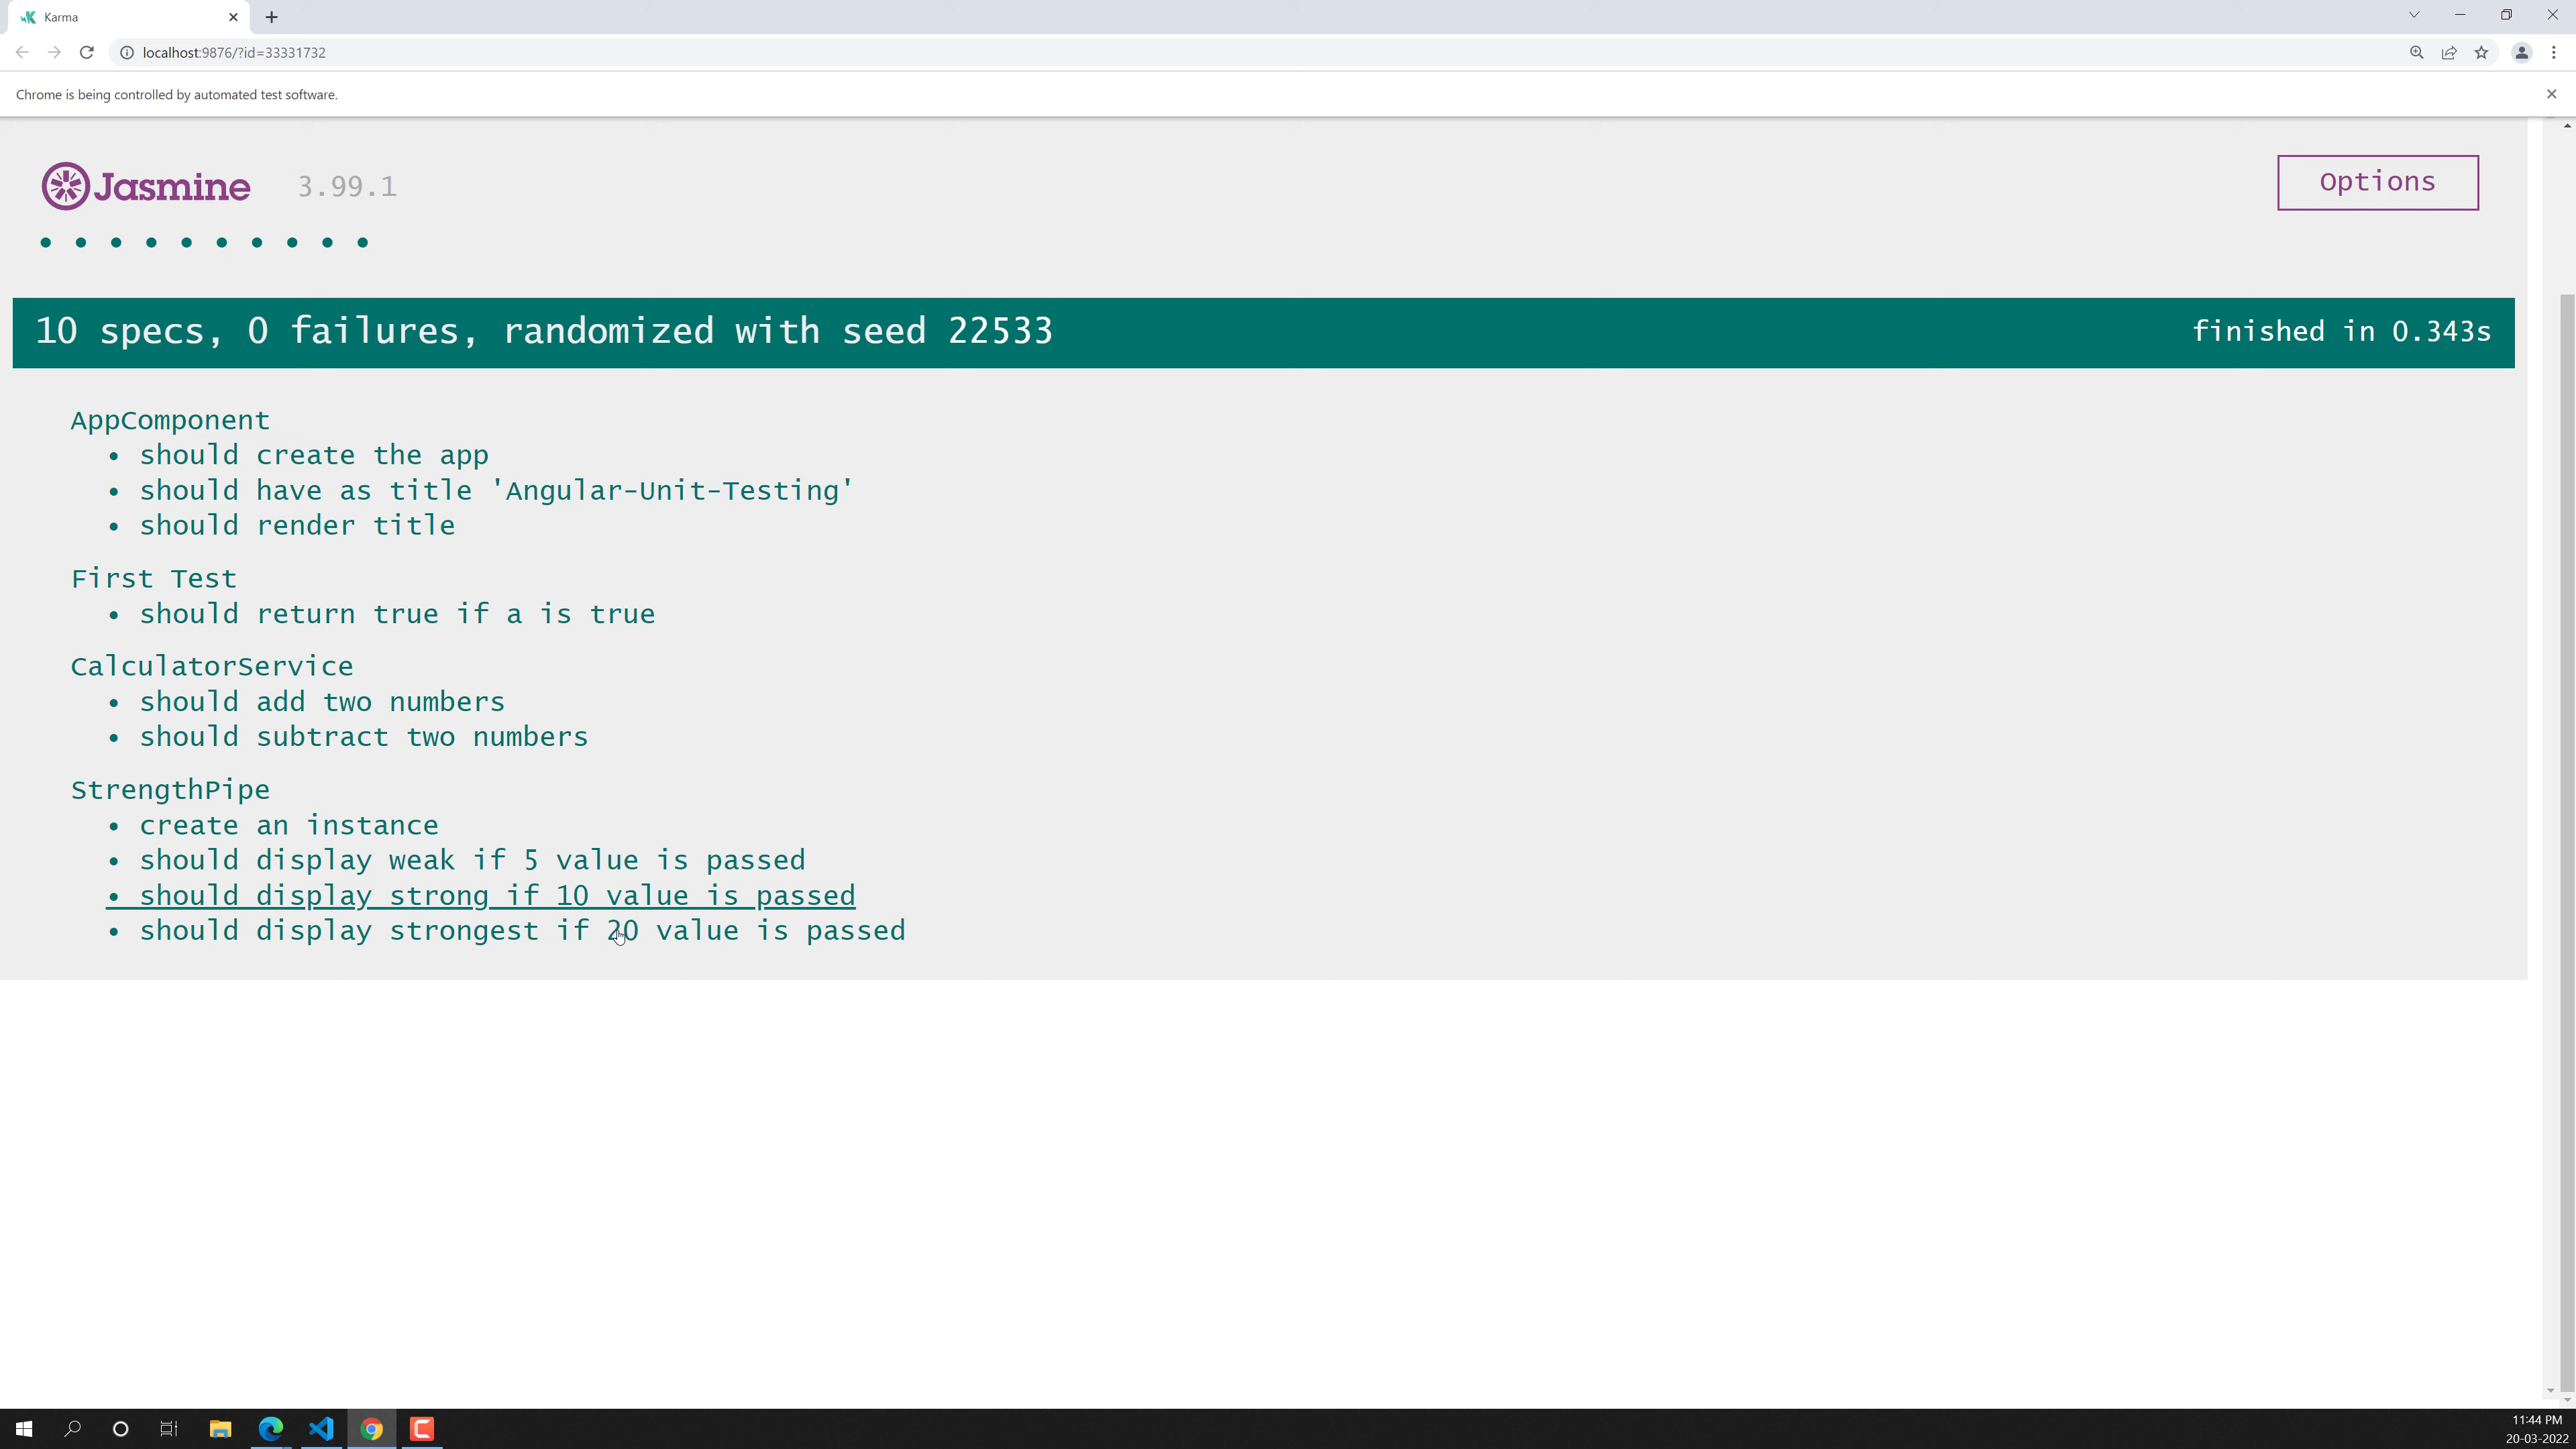 Karma
localhost:9876/?id=33331732
Chrome is being controlled by automated test software.
Jasmine 3.99.1
Options
10 specs, 0 failures, randomized with seed 22533
finished in 0.343s
AppComponent
• should create the app
• should have as title 'Angular-Unit-Testing'
• should render title
First Test
• should return true if a is true
CalculatorService
• should add two numbers
• should subtract two numbers
StrengthPipe
• create an instance
• should display weak if 5 value is passed
• should display strong if 10 value is passed
• should display strongest if 20 value is passed
11:44 PM
20-03-2022